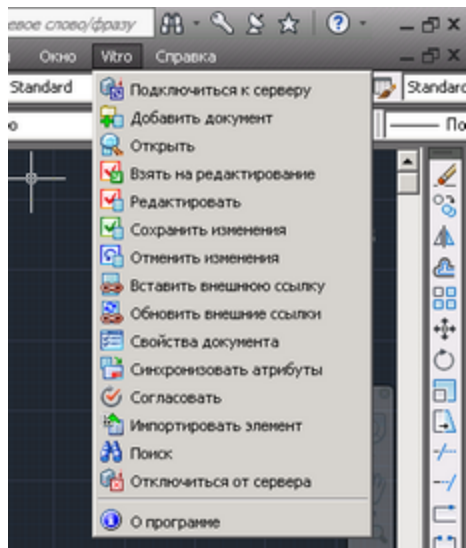 евое слово/фразу
Окно Vitro Справка
Standard Standard
Подключиться к серверу
Добавить документ
По
Открыть
Взять на редактирование
Редактировать
Сохранить изменения
Отменить изменения
Вставить внешнюю ссылку
Обновить внешние ссылки
Свойства документа
Синхронизовать атрибуты
Согласовать
Импортировать элемент
Поиск
Отключиться от сервера
О программе